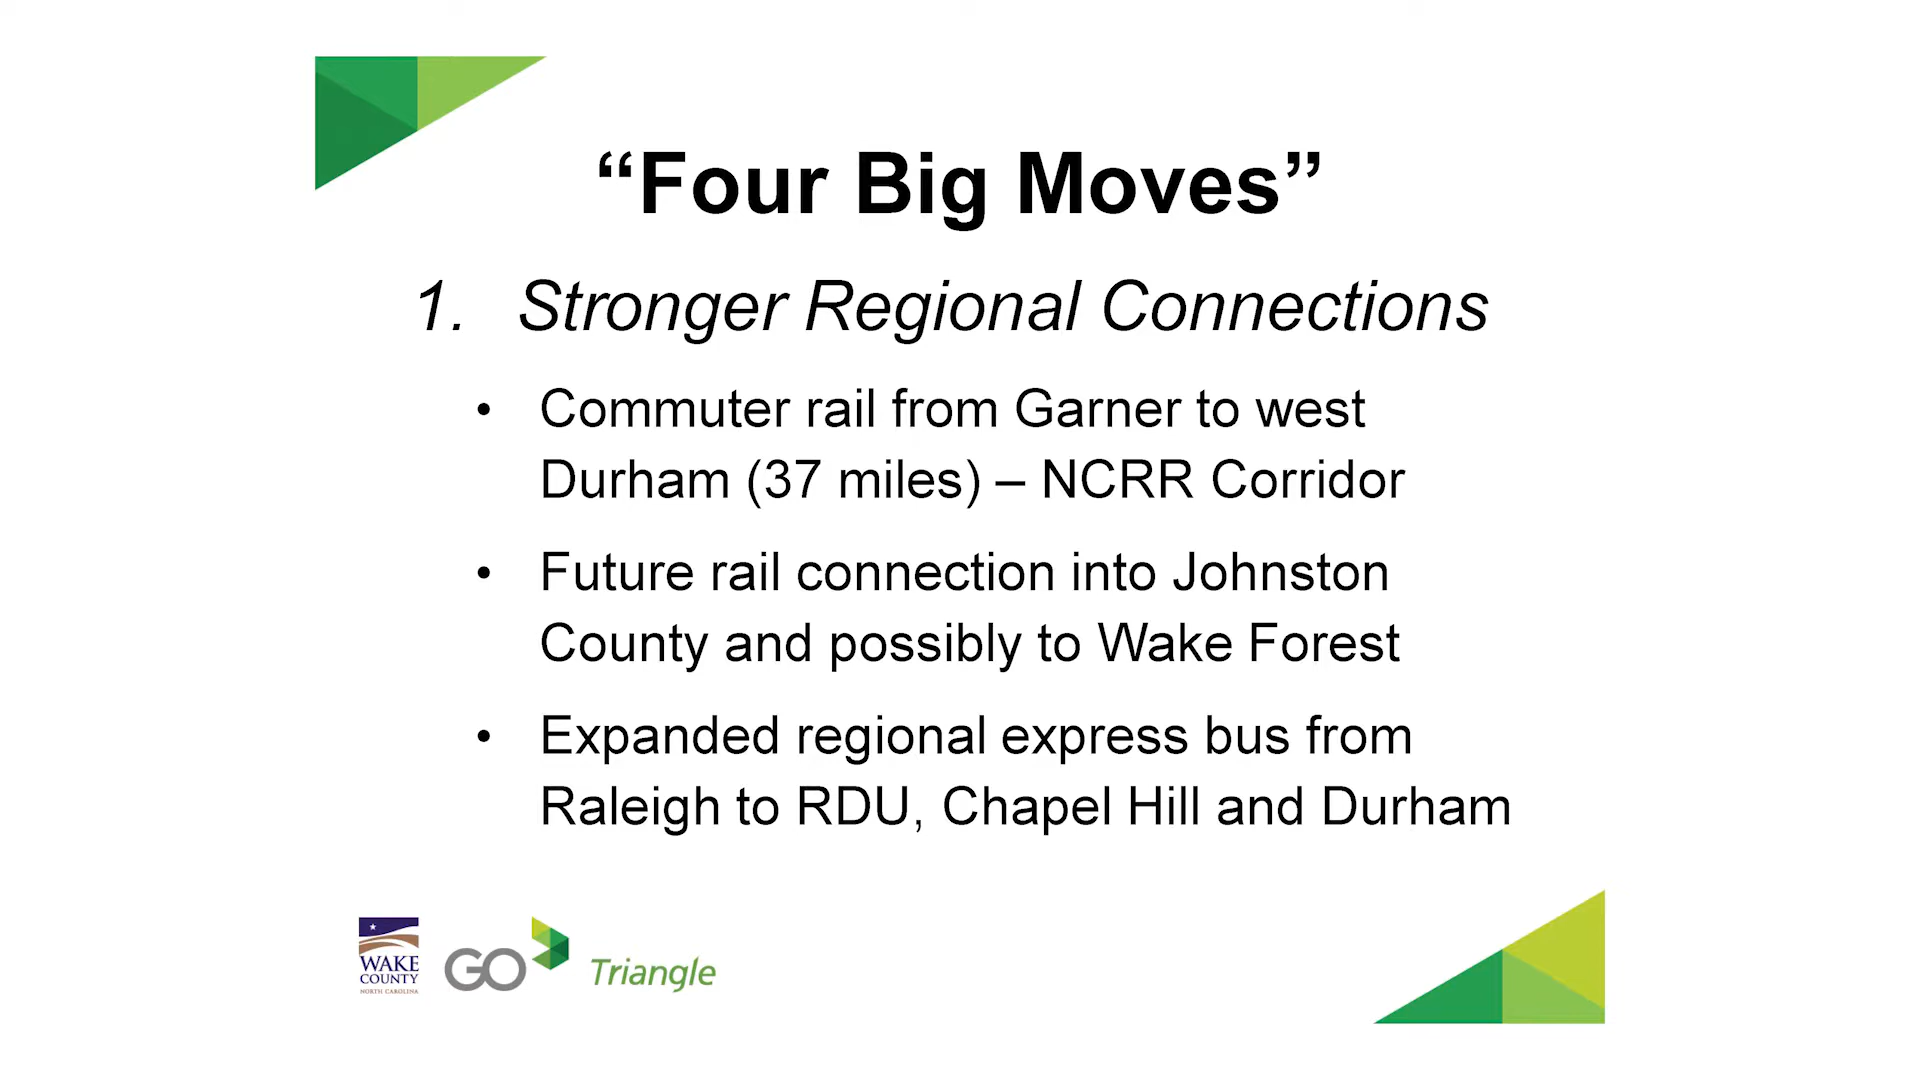 “Four Big Moves”
1. Stronger Regional Connections
• Commuter rail from Garner to west
Durham (37 miles) – NCRR Corridor
• Future rail connection into Johnston
County and possibly to Wake Forest
• Expanded regional express bus from
Raleigh to RDU, Chapel Hill and Durham
WAKE
COUNTY
NORTH CAROLINA
GO Triangle